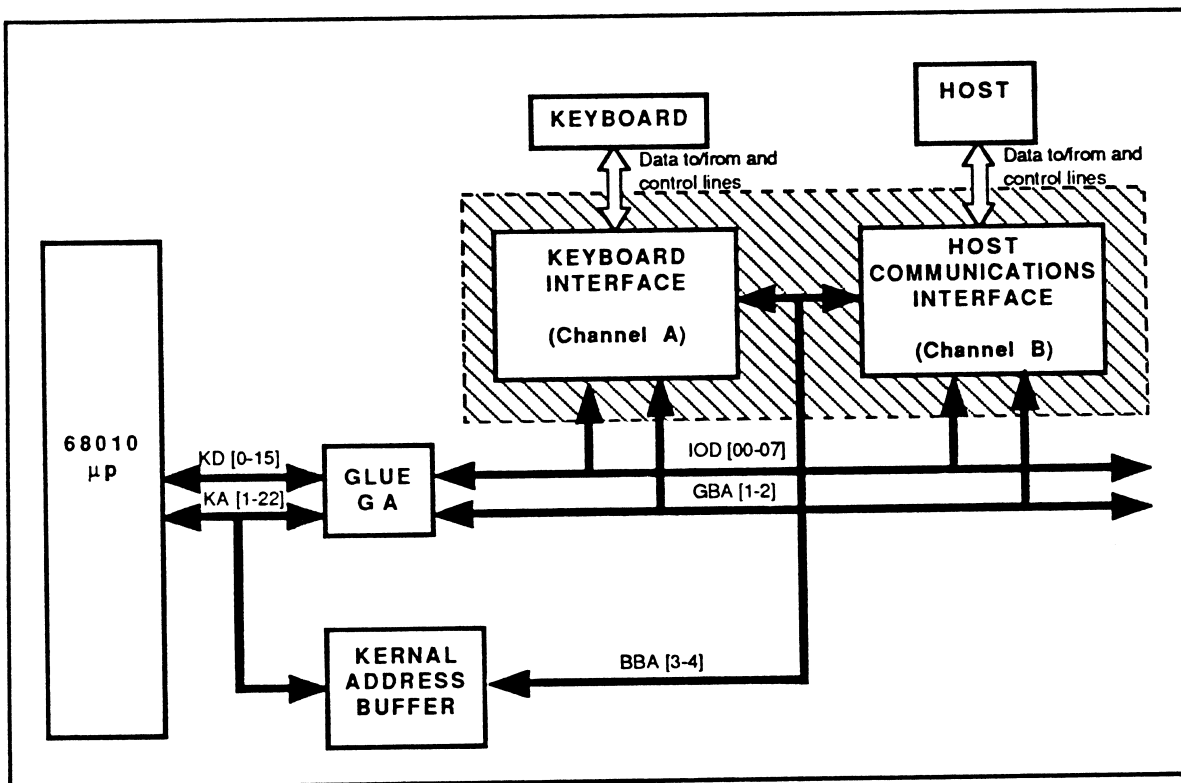 KEYBOARD
HOST
Data to/from and
control lines
Data to/from and
control lines
KEYBOARD
INTERFACE
(Channel A)
HOST
COMMUNICATIONS
INTERFACE
(Channel B)
68010
µp
KD [0-15]
KA [1-22]
GLUE
GA
IOD [00-07]
GBA [1-2]
KERNAL
ADDRESS
BUFFER
BBA [3-4]